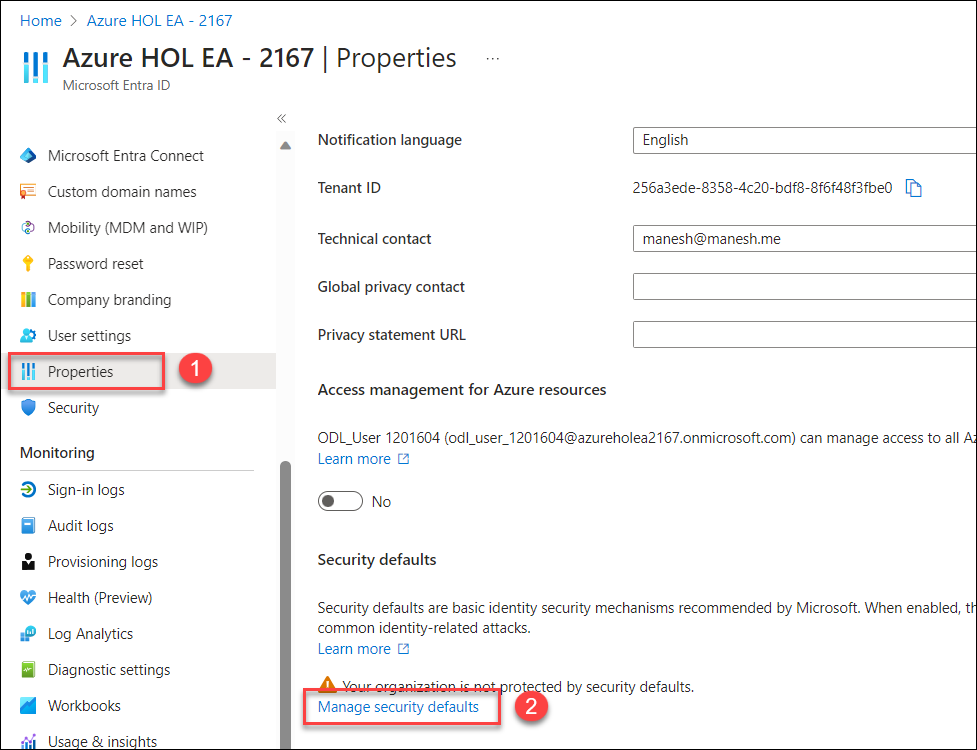 Home > Azure HOL EA - 2167
Azure HOL EA - 2167 | Properties ...
Microsoft Entra ID
«
Microsoft Entra Connect
Custom domain names
Mobility (MDM and WIP)
Password reset
Company branding
User settings
Properties
1
Security
Monitoring
Sign-in logs
Audit logs
Provisioning logs
Health (Preview)
Log Analytics
Diagnostic settings
Workbooks
Usage & insights
Notification language
English
Tenant ID
256a3ede-8358-4c20-bdf8-8f6f48f3fbe0
Technical contact
manesh@manesh.me
Global privacy contact
Privacy statement URL
Access management for Azure resources
ODL_User 1201604 (odl_user_1201604@azureholea2167.onmicrosoft.com) can manage access to all Az
Learn more
No
Security defaults
Security defaults are basic identity security mechanisms recommended by Microsoft. When enabled, th
common identity-related attacks.
Learn more
Your organization is not protected by security defaults.
Manage security defaults
2